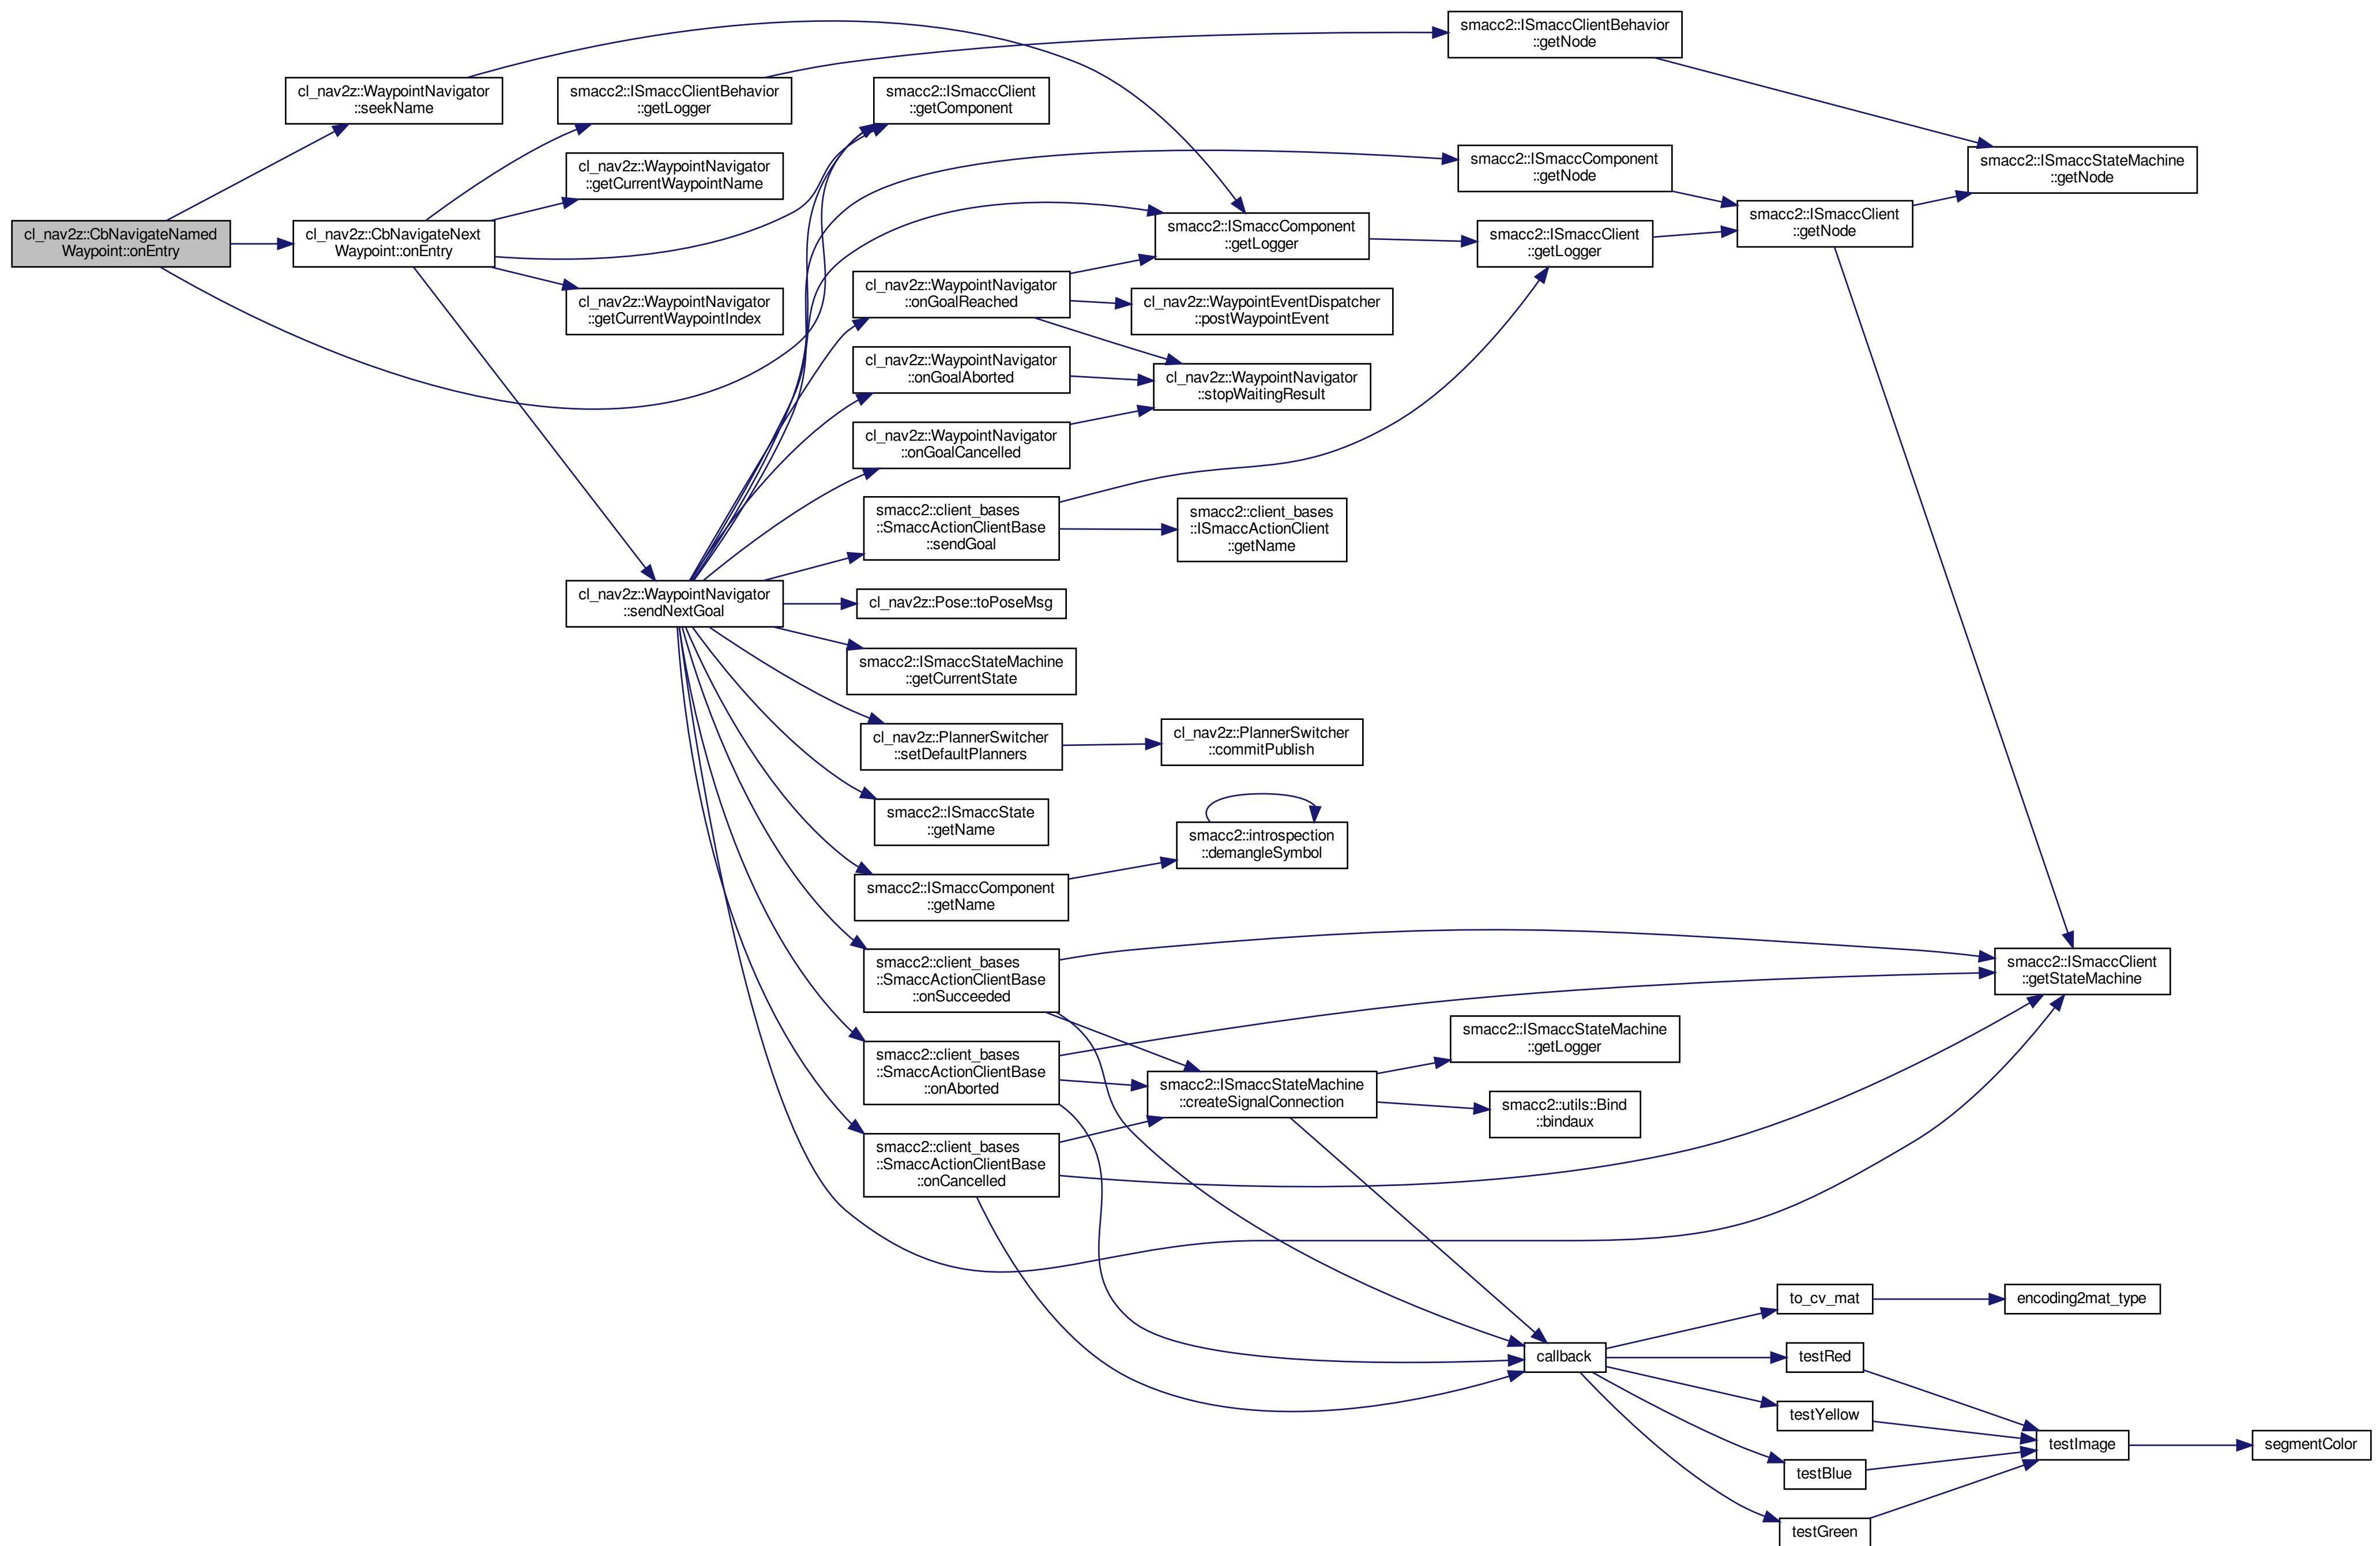 cl_nav2z::CbNavigateNamed
Waypoint::onEntry
cl_nav2z::WaypointNavigator
::seekName
cl_nav2z::CbNavigateNext
Waypoint::onEntry
smacc2::ISmaccClientBehavior
::getLogger
cl_nav2z::WaypointNavigator
::getCurrentWaypointName
cl_nav2z::WaypointNavigator
::getCurrentWaypointIndex
cl_nav2z::WaypointNavigator
::sendNextGoal
smacc2::ISmaccClient
::getComponent
cl_nav2z::WaypointNavigator
::onGoalReached
cl_nav2z::WaypointNavigator
::onGoalAborted
cl_nav2z::WaypointNavigator
::onGoalCancelled
smacc2::client_bases
::SmaccActionClientBase
::sendGoal
cl_nav2z::Pose::toPoseMsg
smacc2::ISmaccStateMachine
::getCurrentState
cl_nav2z::PlannerSwitcher
::setDefaultPlanners
smacc2::ISmaccState
::getName
smacc2::ISmaccComponent
::getName
smacc2::client_bases
::SmaccActionClientBase
::onSucceeded
smacc2::client_bases
::SmaccActionClientBase
::onAborted
smacc2::client_bases
::SmaccActionClientBase
::onCancelled
smacc2::ISmaccComponent
::getLogger
cl_nav2z::WaypointEventDispatcher
::postWaypointEvent
cl_nav2z::WaypointNavigator
::stopWaitingResult
smacc2::client_bases
::ISmaccActionClient
::getName
cl_nav2z::PlannerSwitcher
::commitPublish
smacc2::introspection
::demangleSymbol
smacc2::ISmaccStateMachine
::createSignalConnection
smacc2::ISmaccClientBehavior
::getNode
smacc2::ISmaccComponent
::getNode
smacc2::ISmaccClient
::getLogger
smacc2::ISmaccStateMachine
::getLogger
smacc2::utils::Bind
::bindaux
callback
smacc2::ISmaccClient
::getNode
to_cv_mat
testRed
testYellow
testBlue
testGreen
smacc2::ISmaccStateMachine
::getNode
smacc2::ISmaccClient
::getStateMachine
encoding2mat_type
testImage
segmentColor